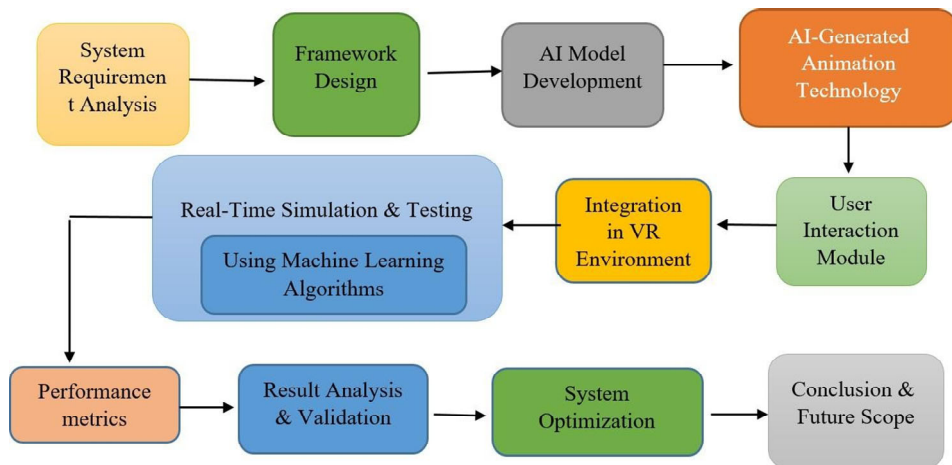 System
Requiremen
t Analysis
Framework
Design
AI Model
Development
AI-Generated
Animation
Technology
User
Interaction
Module
Integration
in VR
Environment
Real-Time Simulation & Testing
Using Machine Learning
Algorithms
Performance
metrics
Result Analysis
& Validation
System
Optimization
Conclusion &
Future Scope